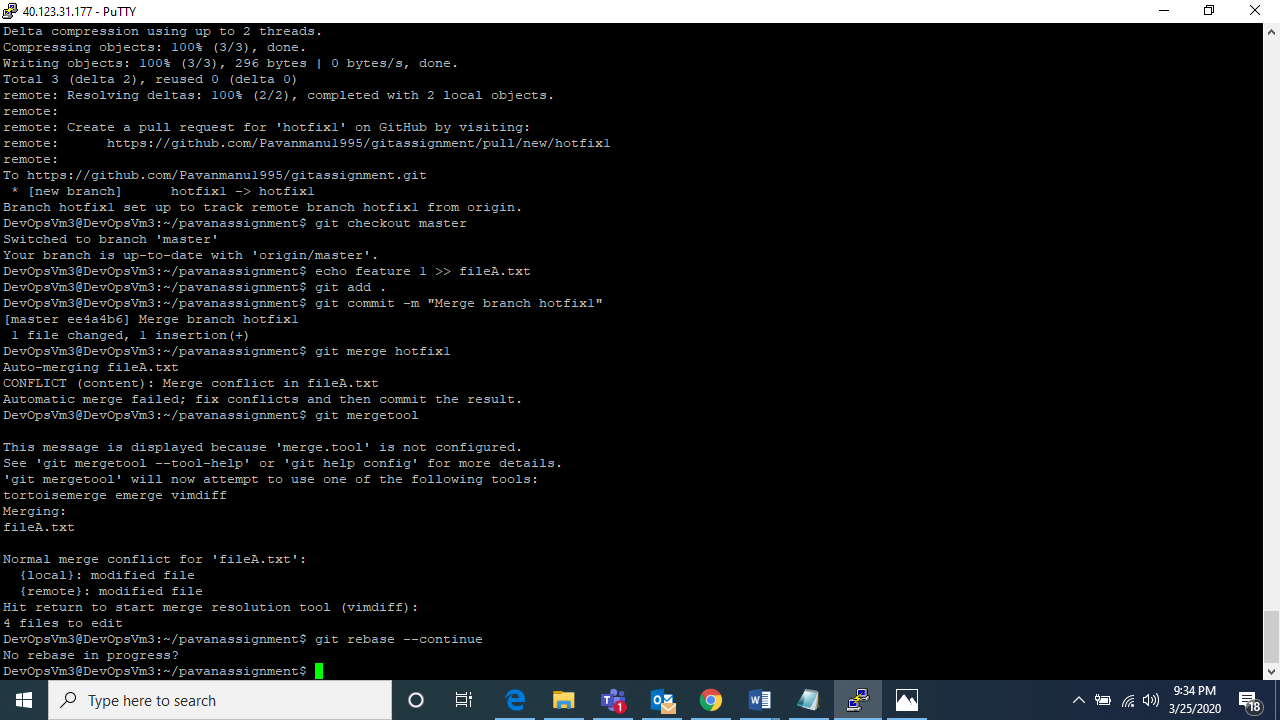 40.123.31.177 - PuTTY
Delta compression using up to 2 threads.
Compressing objects: 100% (3/3), done.
Writing objects: 100% (3/3), 296 bytes | 0 bytes/s, done.
Total 3 (delta 2), reused 0 (delta 0)
remote: Resolving deltas: 100% (2/2), completed with 2 local objects.
remote:
remote: Create a pull request for 'hotfix1' on GitHub by visiting:
remote:      https://github.com/Pavanmanu1995/gitassignment/pull/new/hotfix1
remote:
To https://github.com/Pavanmanu1995/gitassignment.git
 * [new branch]      hotfix1 -> hotfix1
Branch hotfix1 set up to track remote branch hotfix1 from origin.
DevOpsVm3@DevOpsVm3:~/pavanassignment$ git checkout master
Switched to branch 'master'
Your branch is up-to-date with 'origin/master'.
DevOpsVm3@DevOpsVm3:~/pavanassignment$ echo feature 1 >> fileA.txt
DevOpsVm3@DevOpsVm3:~/pavanassignment$ git add .
DevOpsVm3@DevOpsVm3:~/pavanassignment$ git commit -m "Merge branch hotfix1"
[master ee4a4b6] Merge branch hotfix1
 1 file changed, 1 insertion(+)
DevOpsVm3@DevOpsVm3:~/pavanassignment$ git merge hotfix1
Auto-merging fileA.txt
CONFLICT (content): Merge conflict in fileA.txt
Automatic merge failed; fix conflicts and then commit the result.
DevOpsVm3@DevOpsVm3:~/pavanassignment$ git mergetool
This message is displayed because 'merge.tool' is not configured.
See 'git mergetool --tool-help' or 'git help config' for more details.
'git mergetool' will now attempt to use one of the following tools:
tortoisemerge emerge vimdiff
Merging:
fileA.txt
Normal merge conflict for 'fileA.txt':
  {local}: modified file
  {remote}: modified file
Hit return to start merge resolution tool (vimdiff):
4 files to edit
DevOpsVm3@DevOpsVm3:~/pavanassignment$ git rebase --continue
No rebase in progress?
DevOpsVm3@DevOpsVm3:~/pavanassignment$
Type here to search
1
9:34 PM
3/25/2020
18